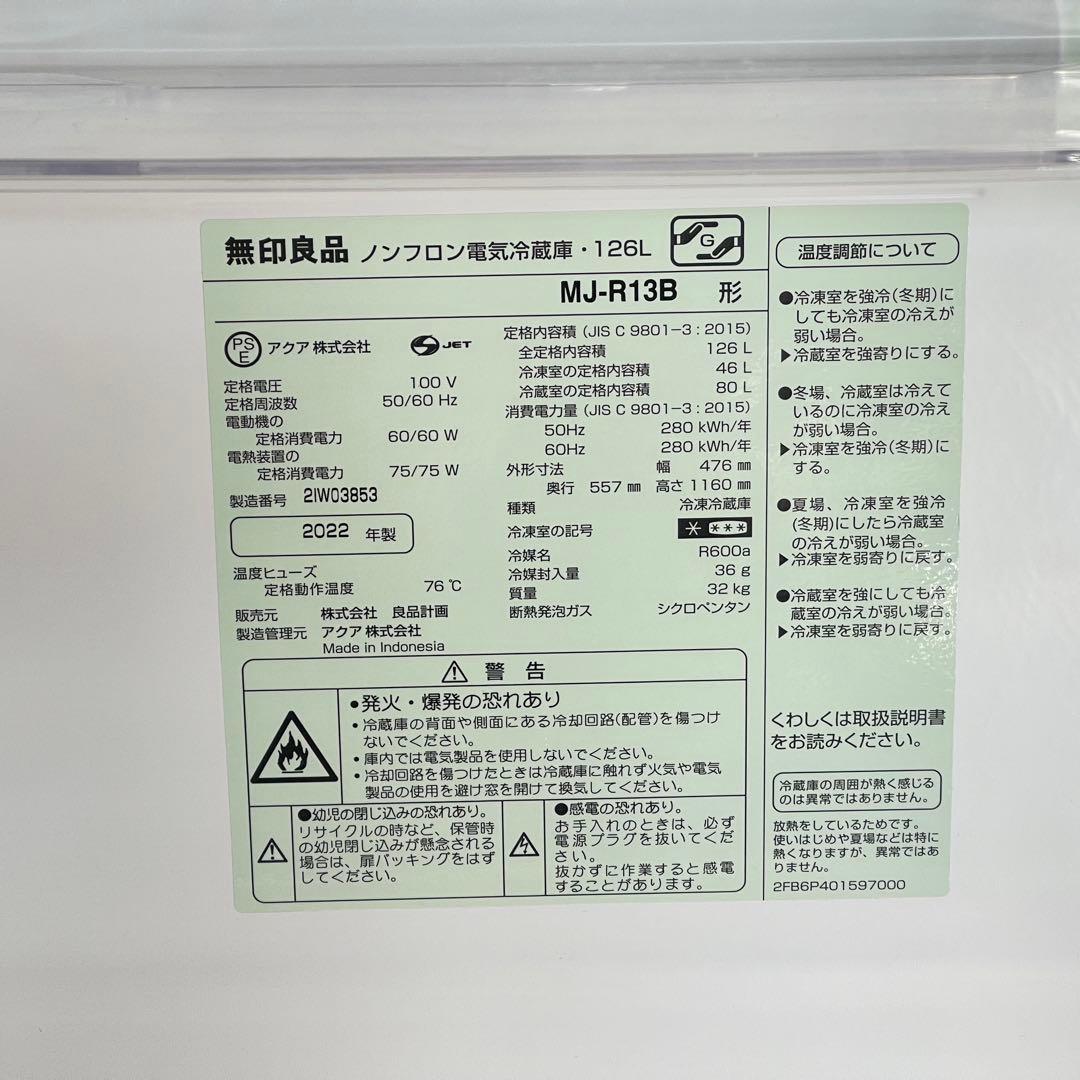 無印良品 ノンフロン電気冷蔵庫・126L
G
MJ-R13B 形
PS
E
アクア株式会社
JET
定格電圧 100 V
定格周波数 50/60 Hz
電動機の
定格消費電力 60/60 W
電熱装置の
定格消費電力 75/75 W
製造番号 2IW03853
2022 年製
温度ヒューズ
定格動作温度 76 ℃
販売元 株式会社 良品計画
製造管理元 アクア株式会社
Made in Indonesia
定格内容積 (JIS C 9801-3:2015)
全定格内容積 126 L
冷凍室の定格内容積 46 L
冷蔵室の定格内容積 80 L
消費電力量 (JIS C 9801-3:2015)
50Hz 280 kWh/年
60Hz 280 kWh/年
外形寸法 幅 476 ㎜
奥行 557 ㎜ 高さ 1160 ㎜
種類 冷凍冷蔵庫
冷凍室の記号
冷媒名 R600a
冷媒封入量 36 g
質量 32 kg
断熱発泡ガス シクロペンタン
警告
●発火・爆発の恐れあり
・冷蔵庫の背面や側面にある冷却回路(配管)を傷つけ
ないでください。
・庫内では電気製品を使用しないでください。
・冷却回路を傷つけたときは冷蔵庫に触れず火気や電気
製品の使用を避け窓を開けて換気してください。
●幼児の閉じ込みの恐れあり。
リサイクルの時など、保管時
の幼児閉じ込みが懸念される
場合は、扉パッキングをはず
してください。
●感電の恐れあり。
お手入れのときは、必ず
電源プラグを抜いてくださ
い。
抜かずに作業すると感電
することがあります。
温度調節について
●冷凍室を強冷(冬期)に
しても冷凍室の冷えが
弱い場合。
▶冷蔵室を強寄りにする。
●冬場、冷蔵室は冷えて
いるのに冷凍室の冷え
が弱い場合。
▶冷凍室を強冷(冬期)に
する。
●夏場、冷凍室を強冷
(冬期)にしたら冷蔵室
の冷えが弱い場合。
▶冷凍室を弱寄りに戻す。
●冷蔵室を強にしても冷
蔵室の冷えが弱い場合。
▶冷凍室を弱寄りに戻す。
くわしくは取扱説明書
をお読みください。
冷蔵庫の周囲が熱く感じる
のは異常ではありません。
放熱をしているためです。
使いはじめや夏場などは特に
熱くなりますが、異常ではあ
りません。
2FB6P401597000